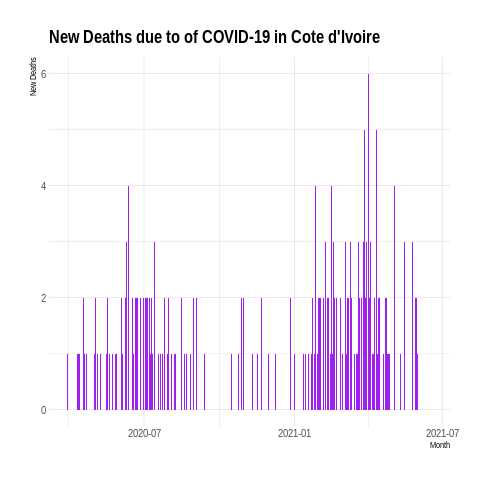 New Deaths due to of COVID-19 in Cote d'Ivoire
New Deaths
6
4
2
0
2020-07
2021-01
2021-07
Month